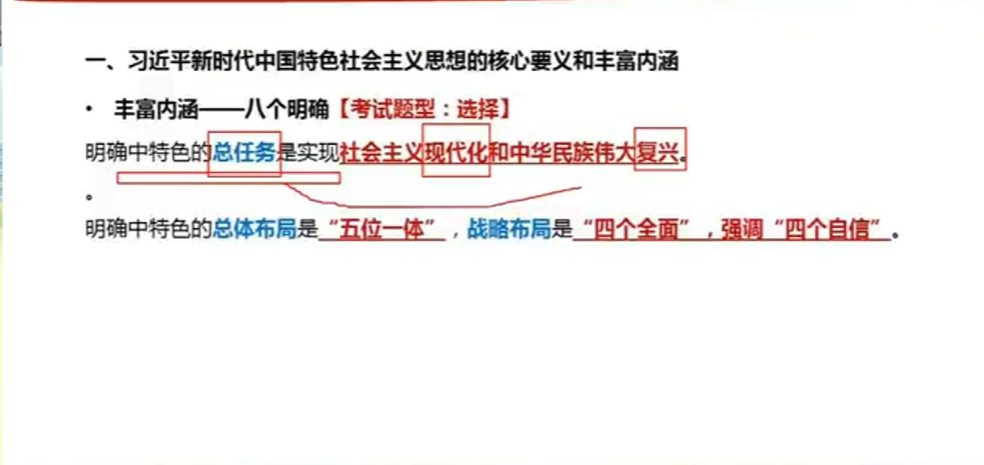 一、习近平新时代中国特色社会主义思想的核心要义和丰富内涵
• 丰富内涵——八个明确【考试题型：选择】
明确中特色的总任务是实现社会主义现代化和中华民族伟大复兴。
。
明确中特色的总体布局是“五位一体”，战略布局是“四个全面”，强调“四个自信”。